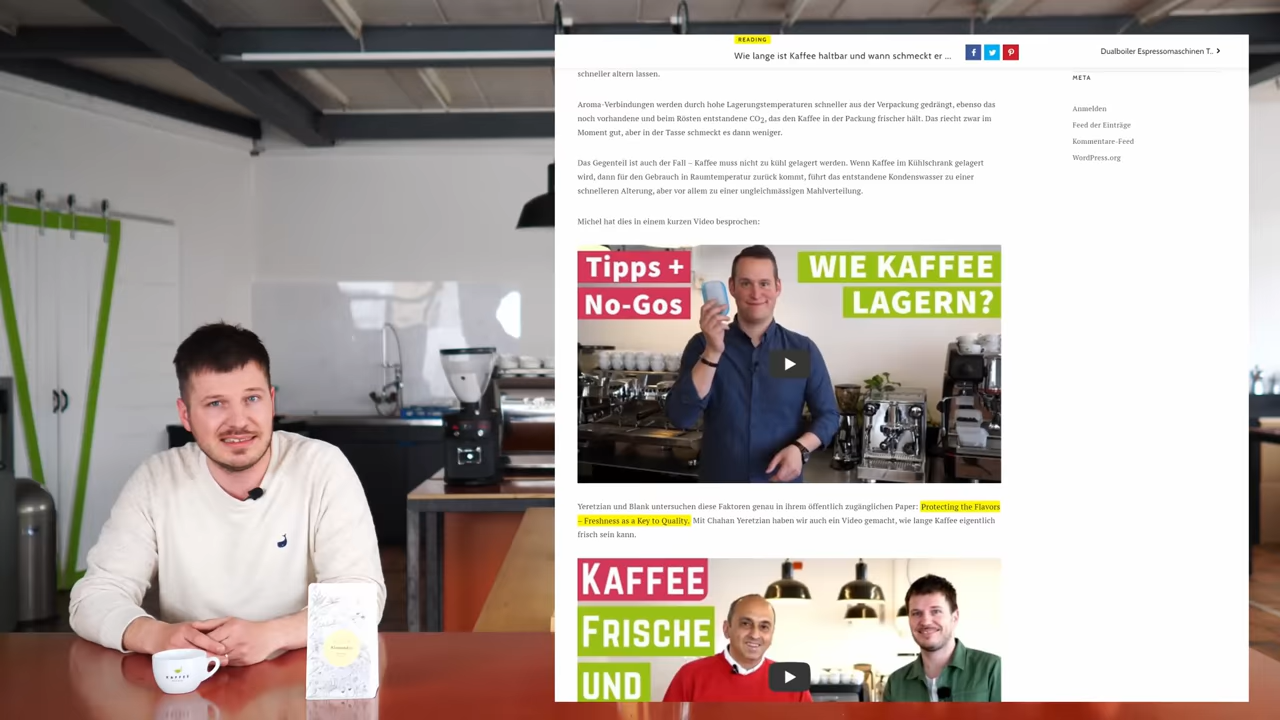 READING
Wie lange ist Kaffee haltbar und wann schmeckt er ...
Dualboiler Espressomaschinen T..
schneller altern lassen.
Aroma-Verbindungen werden durch hohe Lagerungstemperaturen schneller aus der Verpackung gedrängt, ebenso das
noch vorhandene und beim Rösten entstandene CO2, das den Kaffee in der Packung frischer hält. Das riecht zwar im
Moment gut, aber in der Tasse schmeckt es dann weniger.
Das Gegenteil ist auch der Fall – Kaffee muss nicht zu kühl gelagert werden. Wenn Kaffee im Kühlschrank gelagert
wird, dann für den Gebrauch in Raumtemperatur zurück kommt, führt das entstandene Kondenswasser zu einer
schnelleren Alterung, aber vor allem zu einer ungleichmässigen Mahlverteilung.
Michel hat dies in einem kurzen Video besprochen:
Tipps +
No-Gos
WIE KAFFEE
LAGERN?
Yeretzian und Blank untersuchen diese Faktoren genau in ihrem öffentlich zugänglichen Paper: Protecting the Flavors
– Freshness as a Key to Quality. Mit Chahan Yeretzian haben wir auch ein Video gemacht, wie lange Kaffee eigentlich
frisch sein kann.
KAFFEE
FRISCHE
UND
META
Anmelden
Feed der Einträge
Kommentare-Feed
WordPress.org
KAFFEE